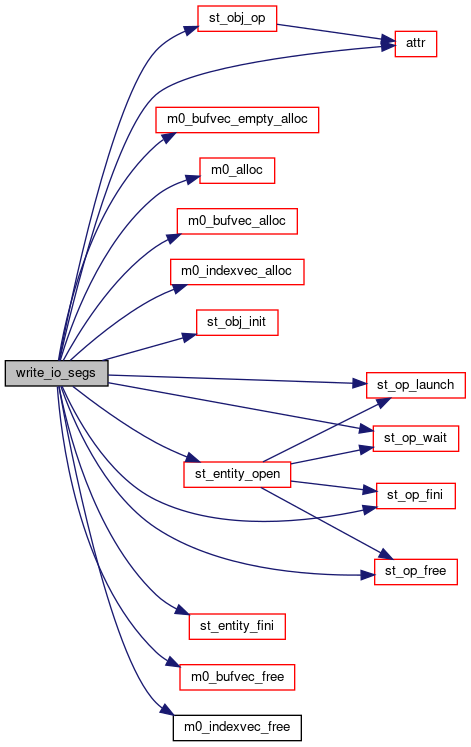 st_obj_op
attr
m0_bufvec_empty_alloc
m0_alloc
m0_bufvec_alloc
m0_indexvec_alloc
st_obj_init
write_io_segs
st_op_launch
st_op_wait
st_entity_open
st_op_fini
st_op_free
st_entity_fini
m0_bufvec_free
m0_indexvec_free